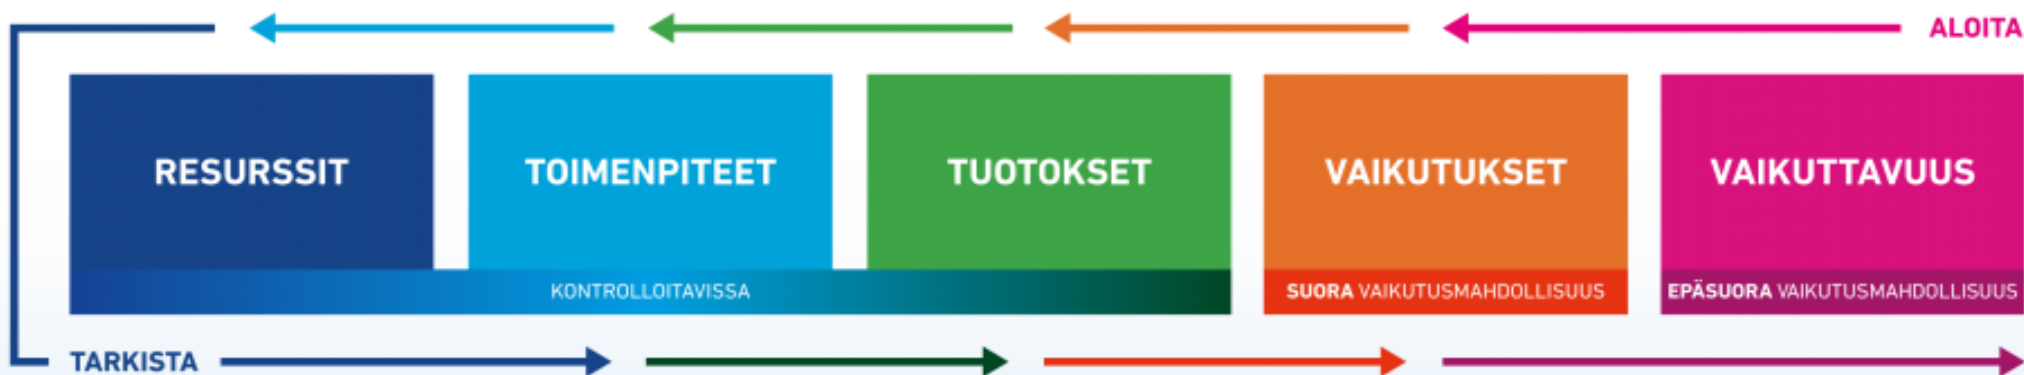 ALOITA
RESURSSIT
TOIMENPITEET
TUOTOKSET
VAIKUTUKSET
VAIKUTTAVUUS
KONTROLLOITAVISSA
SUORA VAIKUTUSMAHDOLLISUUS
EPÄSUORA VAIKUTUSMAHDOLLISUUS
TARKISTA